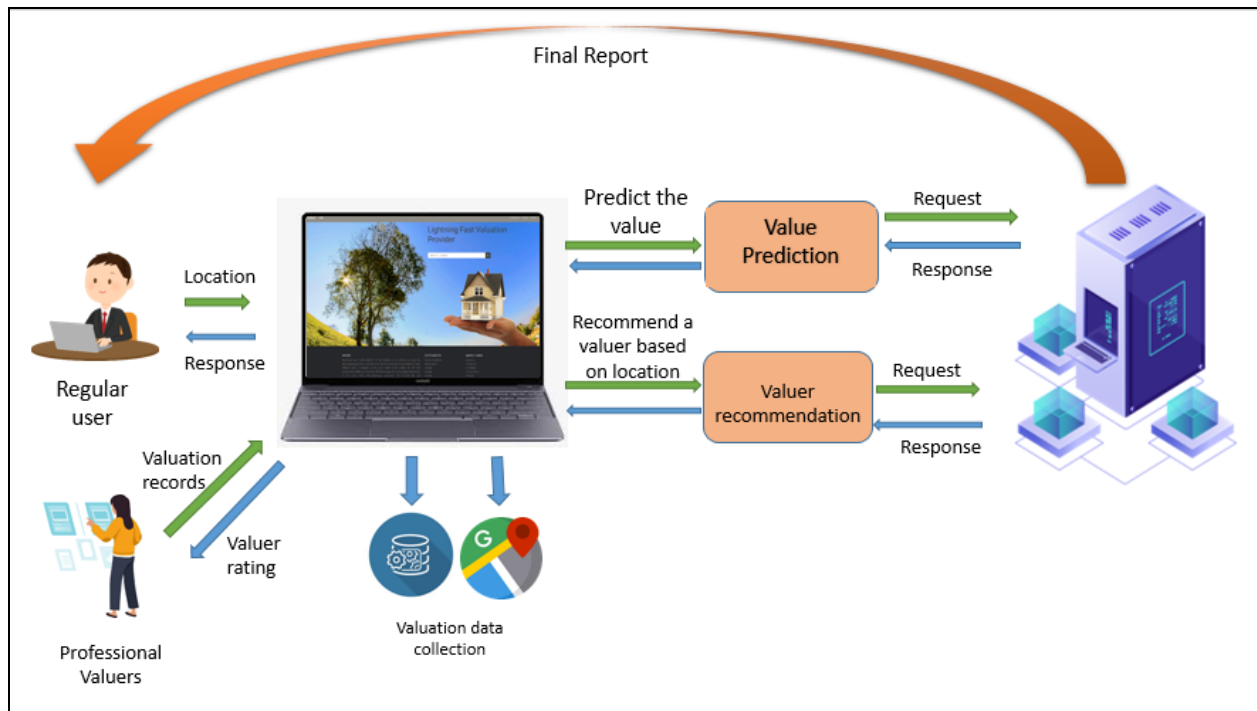 Final Report
Predict the
value
Request
Value
Prediction
Response
Lightning Fast Valuation
Provider
Location
Response
Regular
user
Recommend a
valuer based
on location
Request
Valuer
recommendation
Response
Valuation
records
Valuer
rating
G
Valuation data
collection
Professional
Valuers